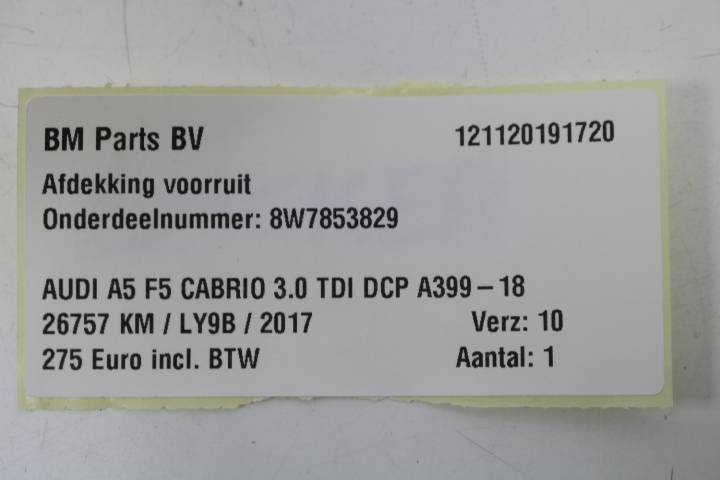 BM Parts BV 121120191720
Afdekking voorruit
Onderdeelnummer: 8W7853829
AUDI A5 F5 CABRIO 3.0 TDI DCP A399-18
26757 KM / LY9B / 2017 Verz: 10
275 Euro incl. BTW Aantal: 1